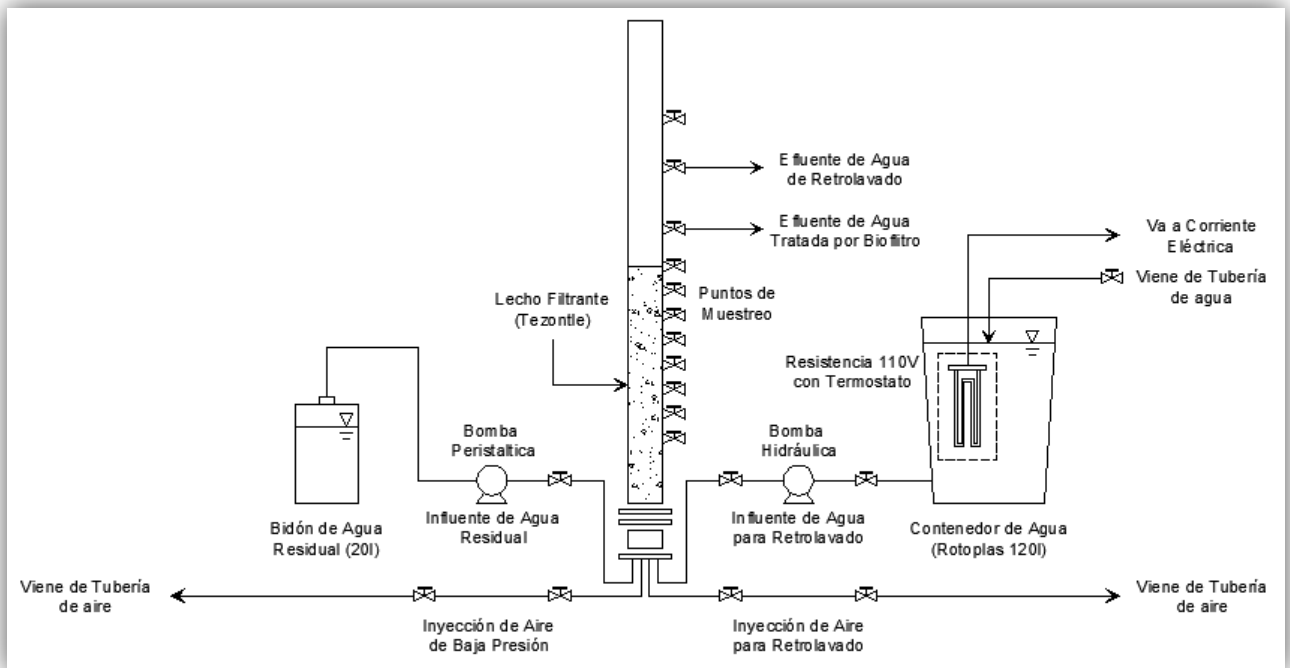 Efluente de Agua
de Retrolavado
Efluente de Agua
Tratada por Bioflitro
Va a Corriente
Eléctrica
Viene de Tubería
de agua
Lecho Filtrante
(Tezontle)
Puntos de
Muestreo
Resistencia 110V
con Termostato
Bomba
Peristaltica
Bomba
Hidráulica
Bidón de Agua
Residual (20l)
Influente de Agua
Residual
Influente de Agua
para Retrolavado
Contenedor de Agua
(Rotoplas 120l)
Viene de Tubería
de aire
Inyección de Aire
de Baja Presión
Inyección de Aire
para Retrolavado
Viene de Tubería
de aire